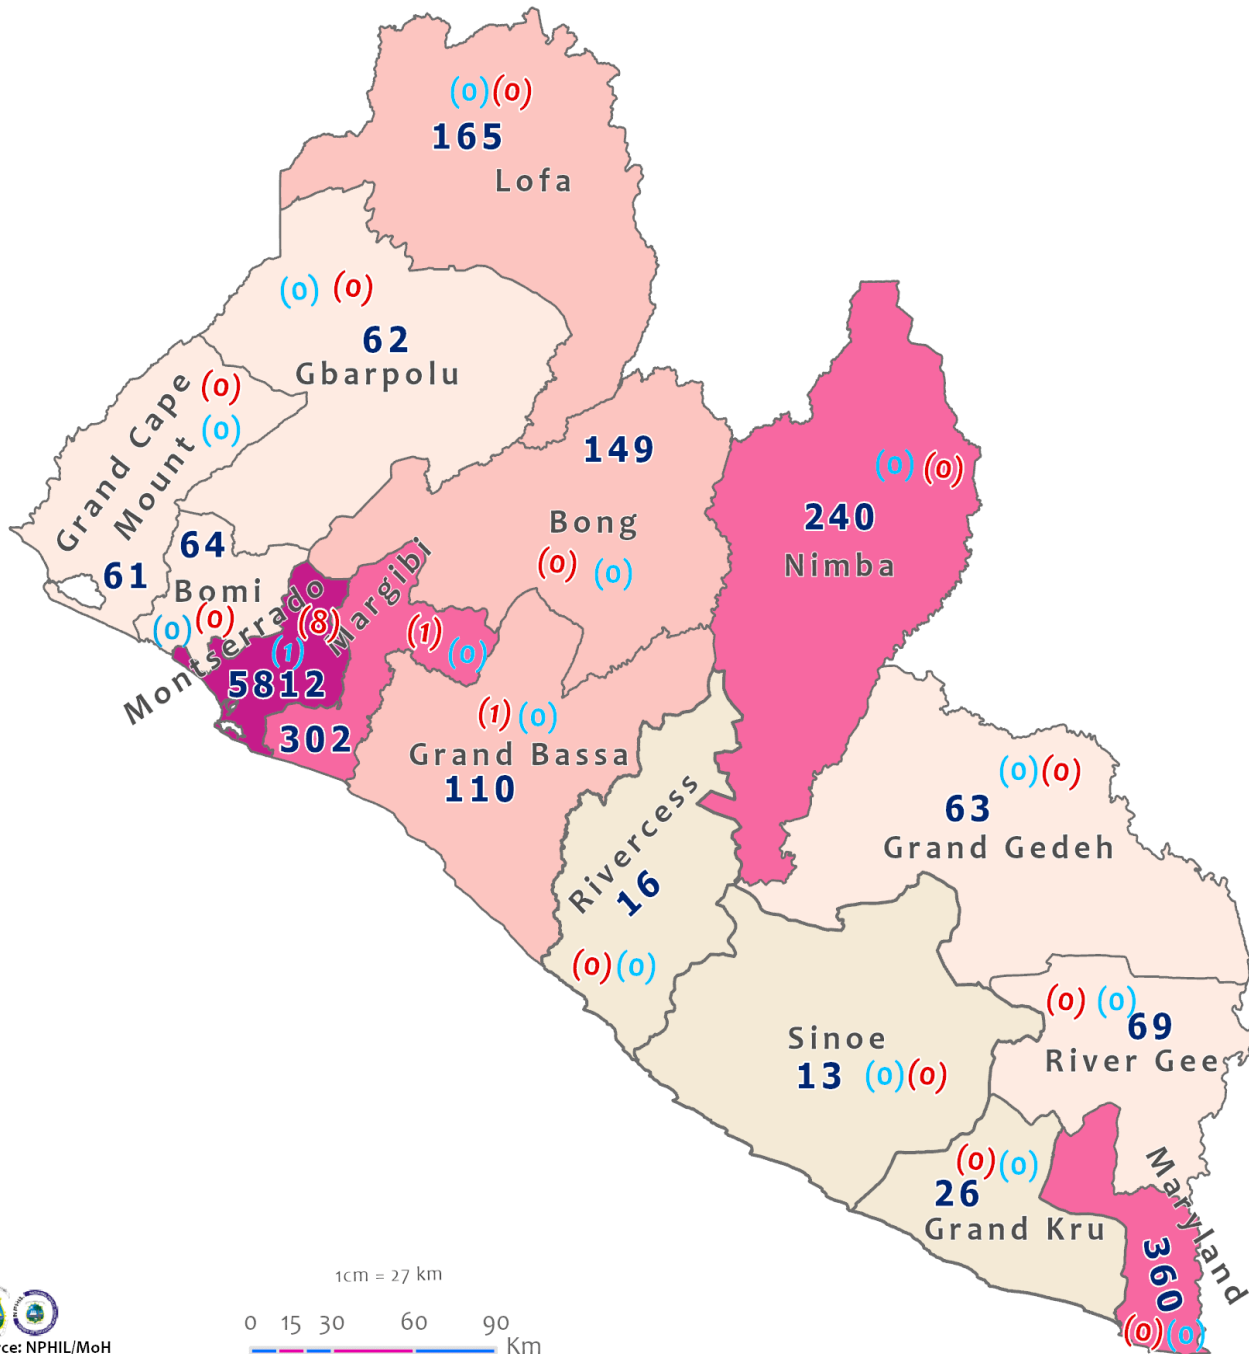 (0)(0)
165
Lofa
(0) (0)
62
Gbarpolu
(0)
(0)
Grand Cape
Mount
61
149
Bong
(0) (0)
(0) (0)
240
Nimba
64
Bomi
(0) (0)
Montserrado
(8)
(1)
5812
Margibi
(1) (0)
302
(1) (0)
Grand Bassa
110
Rivercess
16
(0) (0)
(0) (0)
63
Grand Gedeh
(0) (0)
69
River Gee
Sinoe
13 (0) (0)
(0) (0)
26
Grand Kru
Maryland
360
(0) (0)
1cm = 27 km
0 15 30 60 90
Km
rce: NPHIL/MoH